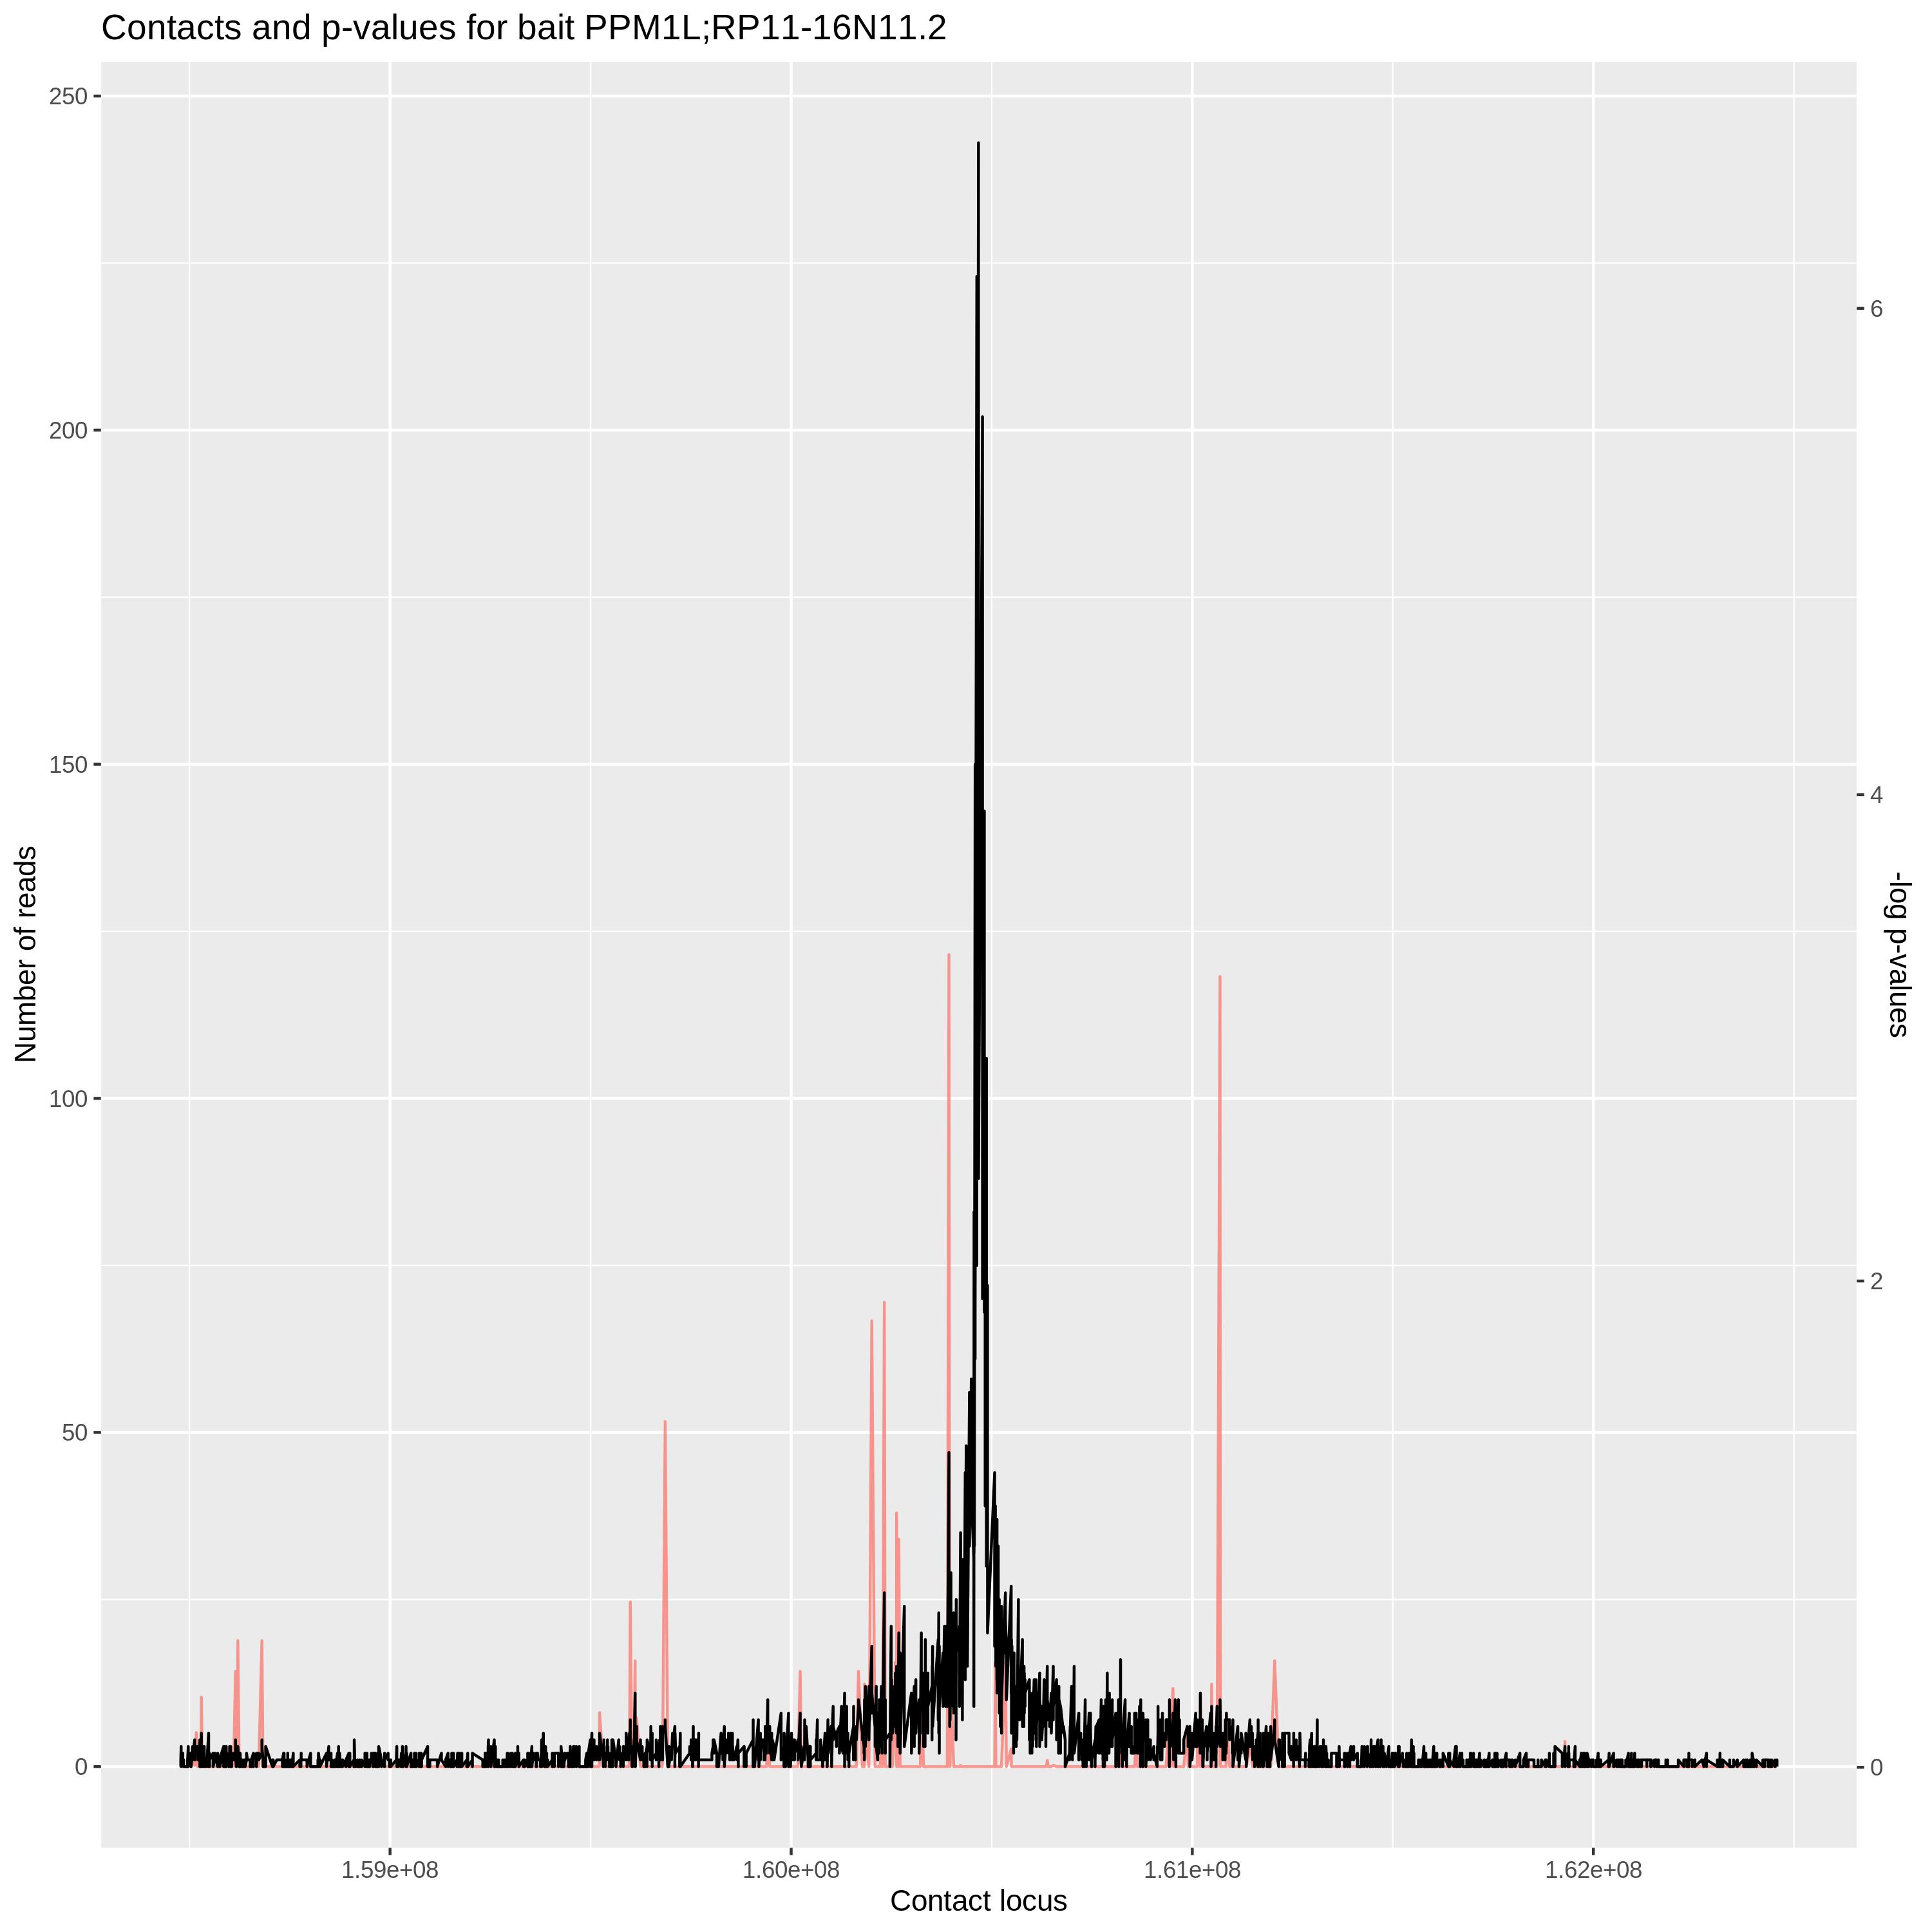 Contacts and p-values for bait PPM1L;RP11-16N11.2
250
200
150
100
50
0
Number of reads
6
4
2
0
-log p-values
1.59e+08
1.60e+08
1.61e+08
1.62e+08
Contact locus